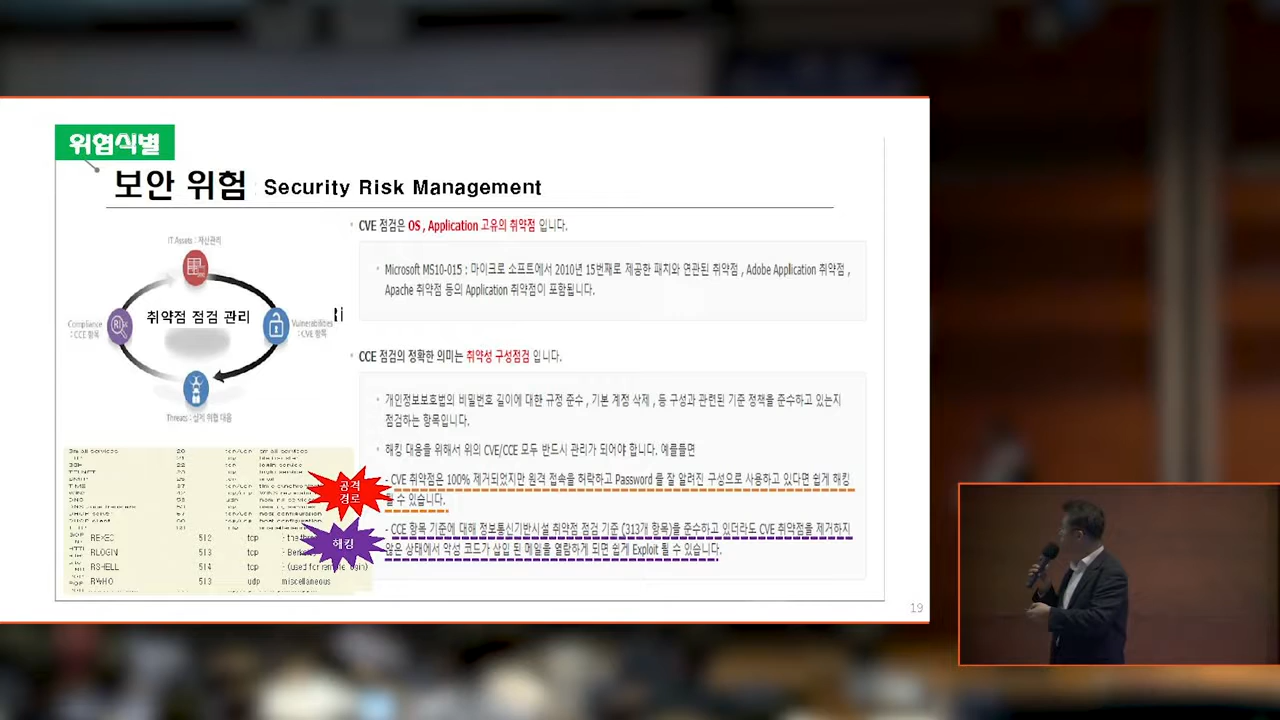 위협식별
보안 위험 Security Risk Management
IT Assets : 자산관리
취약점 점검 관리
Compliance
: CCE 항목
Vulnerabilities
: CVE 항목
Threats : 실제 위협 대응
CVE 점검은 OS , Application 고유의 취약점 입니다.
Microsoft MS10-015 : 마이크로 소프트에서 2010년 15번째로 제공한 패치와 연관된 취약점 , Adobe Application 취약점 ,
Apache 취약점 등의 Application 취약점이 포함됩니다.
CCE 점검의 정확한 의미는 취약성 구성점검 입니다.
개인정보보호법의 비밀번호 길이에 대한 규정 준수 , 기본 계정 삭제 , 등 구성과 관련된 기준 정책을 준수하고 있는지
점검하는 항목입니다.
해킹 대응을 위해서 위의 CVE/CCE 모두 반드시 관리가 되어야 합니다. 예를들면
- CVE 취약점은 100% 제거되었지만 원격 접속을 허락하고 Password 를 잘 알려진 구성으로 사용하고 있다면 쉽게 해킹
될 수 있습니다.
- CCE 항목 기준에 대해 정보통신기반시설 취약점 점검 기준 (313개 항목)을 준수하고 있더라도 CVE 취약점을 제거하지
않은 상태에서 악성 코드가 삽입 된 메일을 열람하게 되면 쉽게 Exploit 될 수 있습니다.
공격
경로
해킹
REXEC 512 tcp
RLOGIN 513 tcp
RSHELL 514 tcp
RWHO 513 udp miscellaneous
19